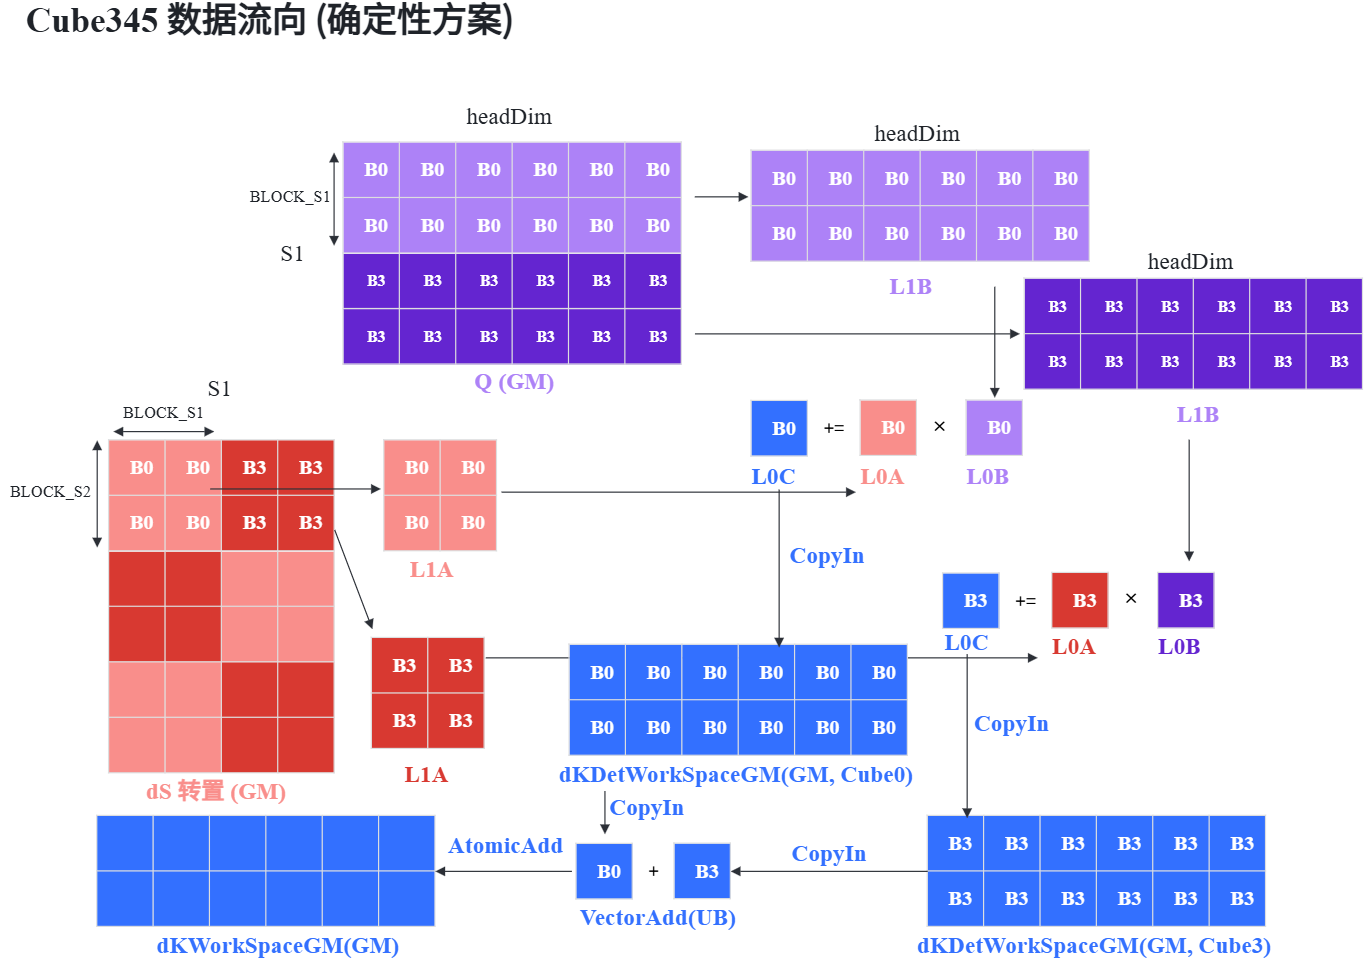 Cube345 数据流向 (确定性方案)
headDim
headDim
B0 B0 B0 B0 B0 B0
B0 B0 B0 B0 B0 B0
BLOCK_S1
B0 B0 B0 B0 B0 B0
B0 B0 B0 B0 B0 B0
S1
headDim
B3 B3 B3 B3 B3 B3
L1B
B3 B3 B3 B3 B3 B3
B3 B3 B3 B3 B3 B3
B3 B3 B3 B3 B3 B3
Q (GM)
S1
BLOCK_S1
L1B
B0 += B0 × B0
L0C L0A L0B
B0 B0 B3 B3
B0 B0
BLOCK_S2
B0 B0 B3 B3
B0 B0
L1A
CopyIn
B3 += B3 × B3
L0C L0A L0B
B3 B3
B3 B3
B0 B0 B0 B0 B0 B0
B0 B0 B0 B0 B0 B0
CopyIn
L1A
dKDetWorkSpaceGM(GM, Cube0)
dS 转置 (GM)
CopyIn
AtomicAdd
CopyIn
B0 + B3
VectorAdd(UB)
B3 B3 B3 B3 B3 B3
B3 B3 B3 B3 B3 B3
dKWorkSpaceGM(GM)
dKDetWorkSpaceGM(GM, Cube3)